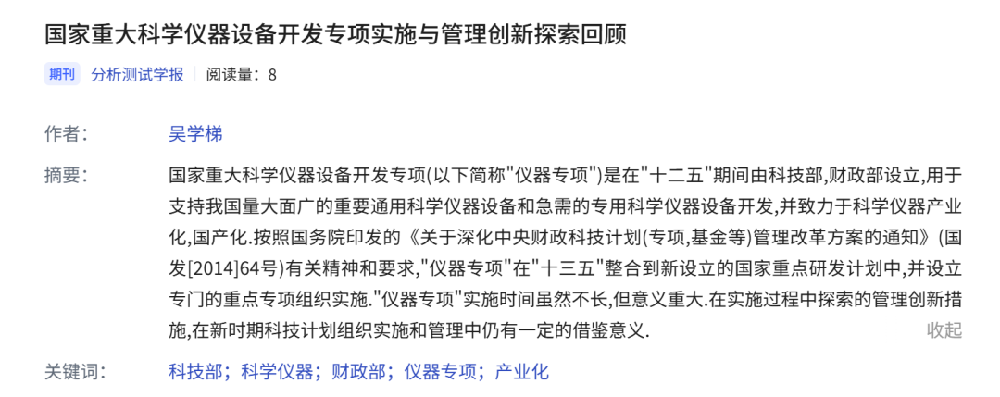 国家重大科学仪器设备开发专项实施与管理创新探索回顾
期刊 分析测试学报 阅读量：8
作者： 吴学梯
摘要： 国家重大科学仪器设备开发专项(以下简称"仪器专项")是在"十二五"期间由科技部,财政部设立,用于
支持我国量大面广的重要通用科学仪器设备和急需的专用科学仪器设备开发,并致力于科学仪器产业
化,国产化.按照国务院印发的《关于深化中央财政科技计划(专项,基金等)管理改革方案的通知》(国
发[2014]64号)有关精神和要求,"仪器专项"在"十三五"整合到新设立的国家重点研发计划中,并设立
专门的重点专项组织实施."仪器专项"实施时间虽然不长,但意义重大.在实施过程中探索的管理创新措
施,在新时期科技计划组织实施和管理中仍有一定的借鉴意义. 收起
关键词： 科技部；科学仪器；财政部；仪器专项；产业化